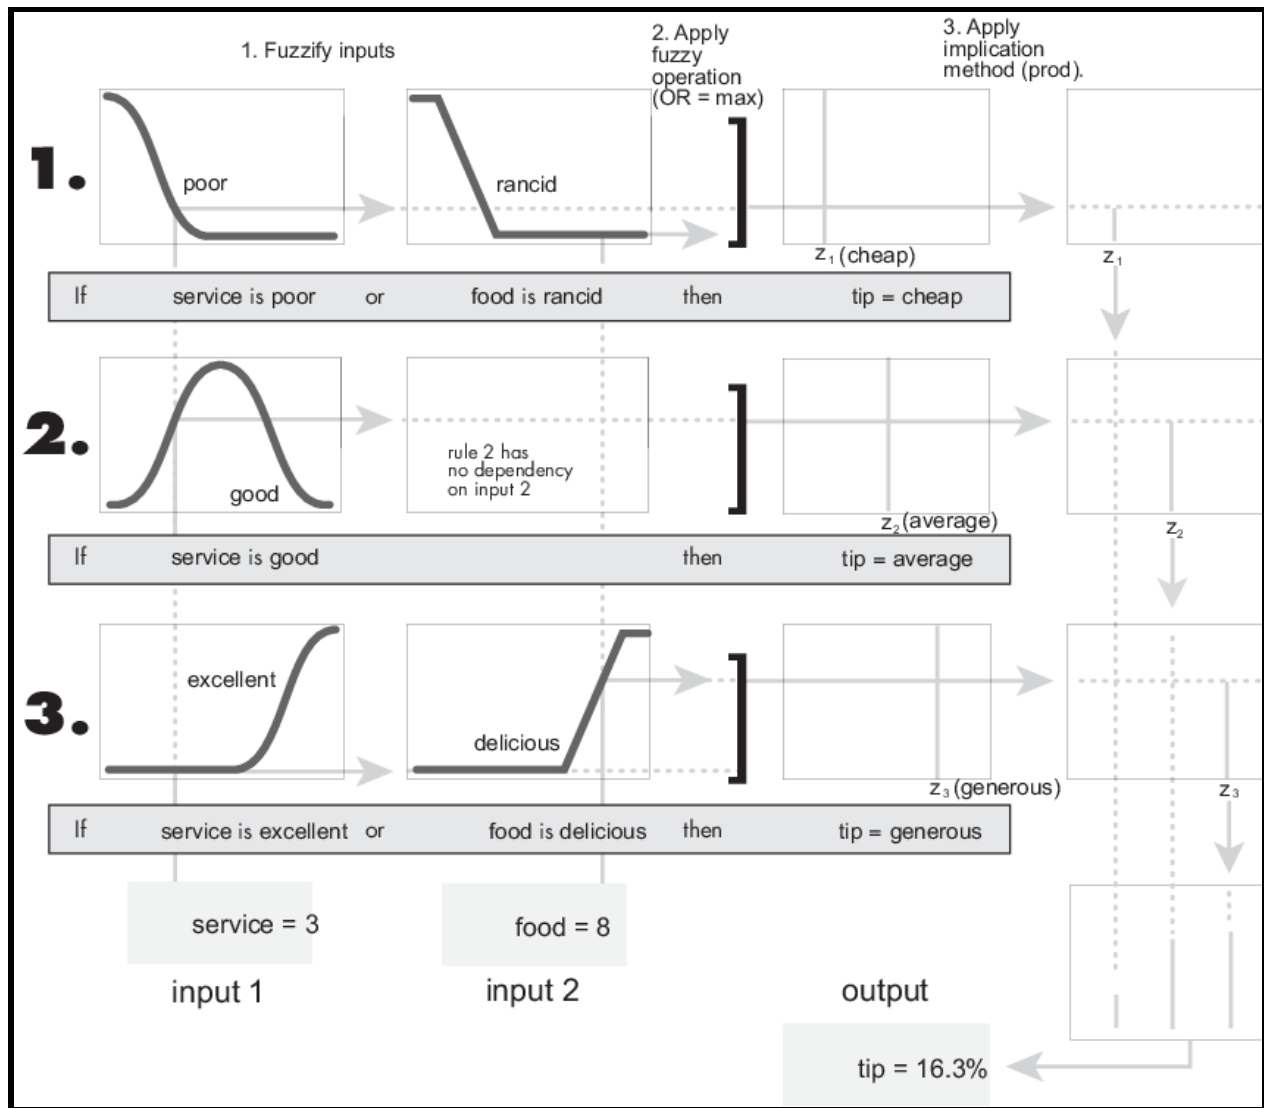 1. Fuzzify inputs
2. Apply
fuzzy
operation
(OR = max)
3. Apply
implication
method (prod).
1.
poor
rancid
z1 (cheap)
z1
If service is poor or food is rancid then tip = cheap
2.
good
rule 2 has
no dependency
on input 2
z2 (average)
z2
If service is good then tip = average
3.
excellent
delicious
z3 (generous)
z3
If service is excellent or food is delicious then tip = generous
service = 3
food = 8
input 1
input 2
output
tip = 16.3%